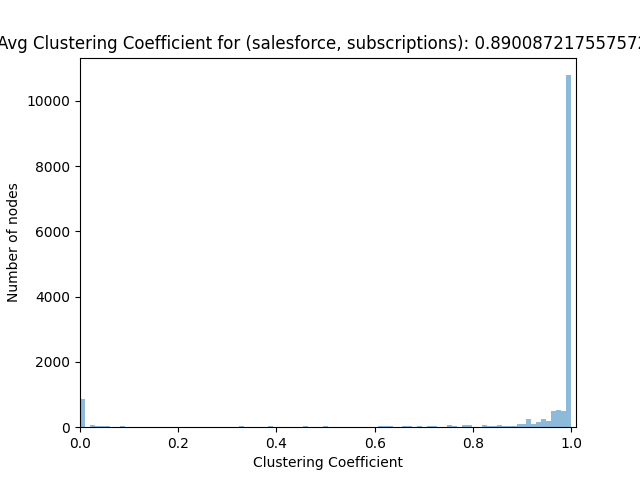 Avg Clustering Coefficient for (salesforce, subscriptions): 0.890087217557572
Number of nodes
10000
8000
6000
4000
2000
0
0.0 0.2 0.4 0.6 0.8 1.0
Clustering Coefficient